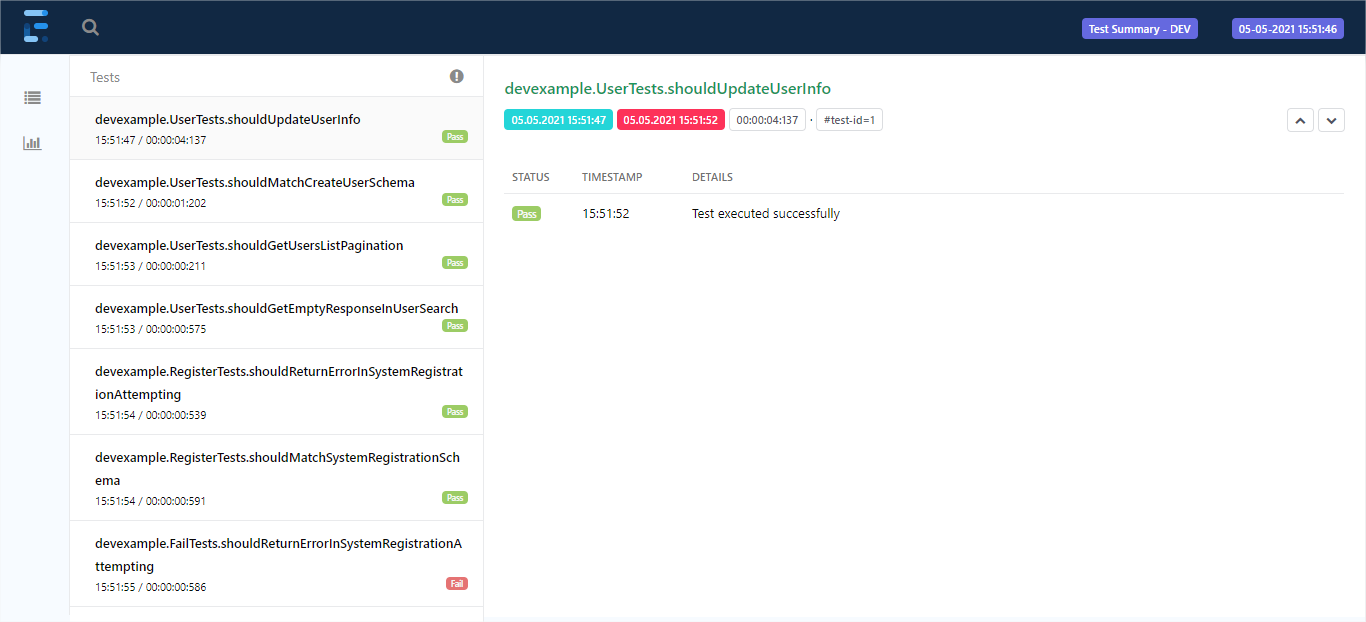 Test Summary - DEV
05-05-2021 15:51:46
Tests
devexample.UserTests.shouldUpdateUserInfo
15:51:47 / 00:00:04:137
Pass
devexample.UserTests.shouldMatchCreateUserSchema
15:51:52 / 00:00:01:202
Pass
devexample.UserTests.shouldGetUsersListPagination
15:51:53 / 00:00:00:211
Pass
devexample.UserTests.shouldGetEmptyResponseInUserSearch
15:51:53 / 00:00:00:575
Pass
devexample.RegisterTests.shouldReturnErrorInSystemRegistrat
ionAttempting
15:51:54 / 00:00:00:539
Pass
devexample.RegisterTests.shouldMatchSystemRegistrationSch
ema
15:51:54 / 00:00:00:591
Pass
devexample.FailTests.shouldReturnErrorInSystemRegistrationA
ttempting
15:51:55 / 00:00:00:586
Fail
devexample.UserTests.shouldUpdateUserInfo
05.05.2021 15:51:47 05.05.2021 15:51:52 00:00:04:137 · #test-id=1
STATUS TIMESTAMP DETAILS
Pass 15:51:52 Test executed successfully